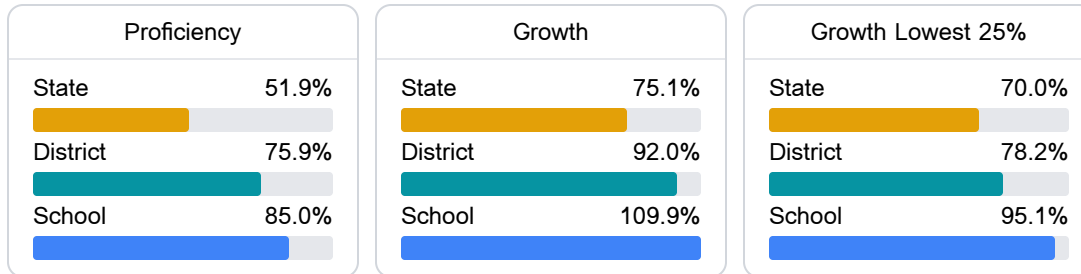 Proficiency
State 51.9%
District 75.9%
School 85.0%
Growth
State 75.1%
District 92.0%
School 109.9%
Growth Lowest 25%
State 70.0%
District 78.2%
School 95.1%